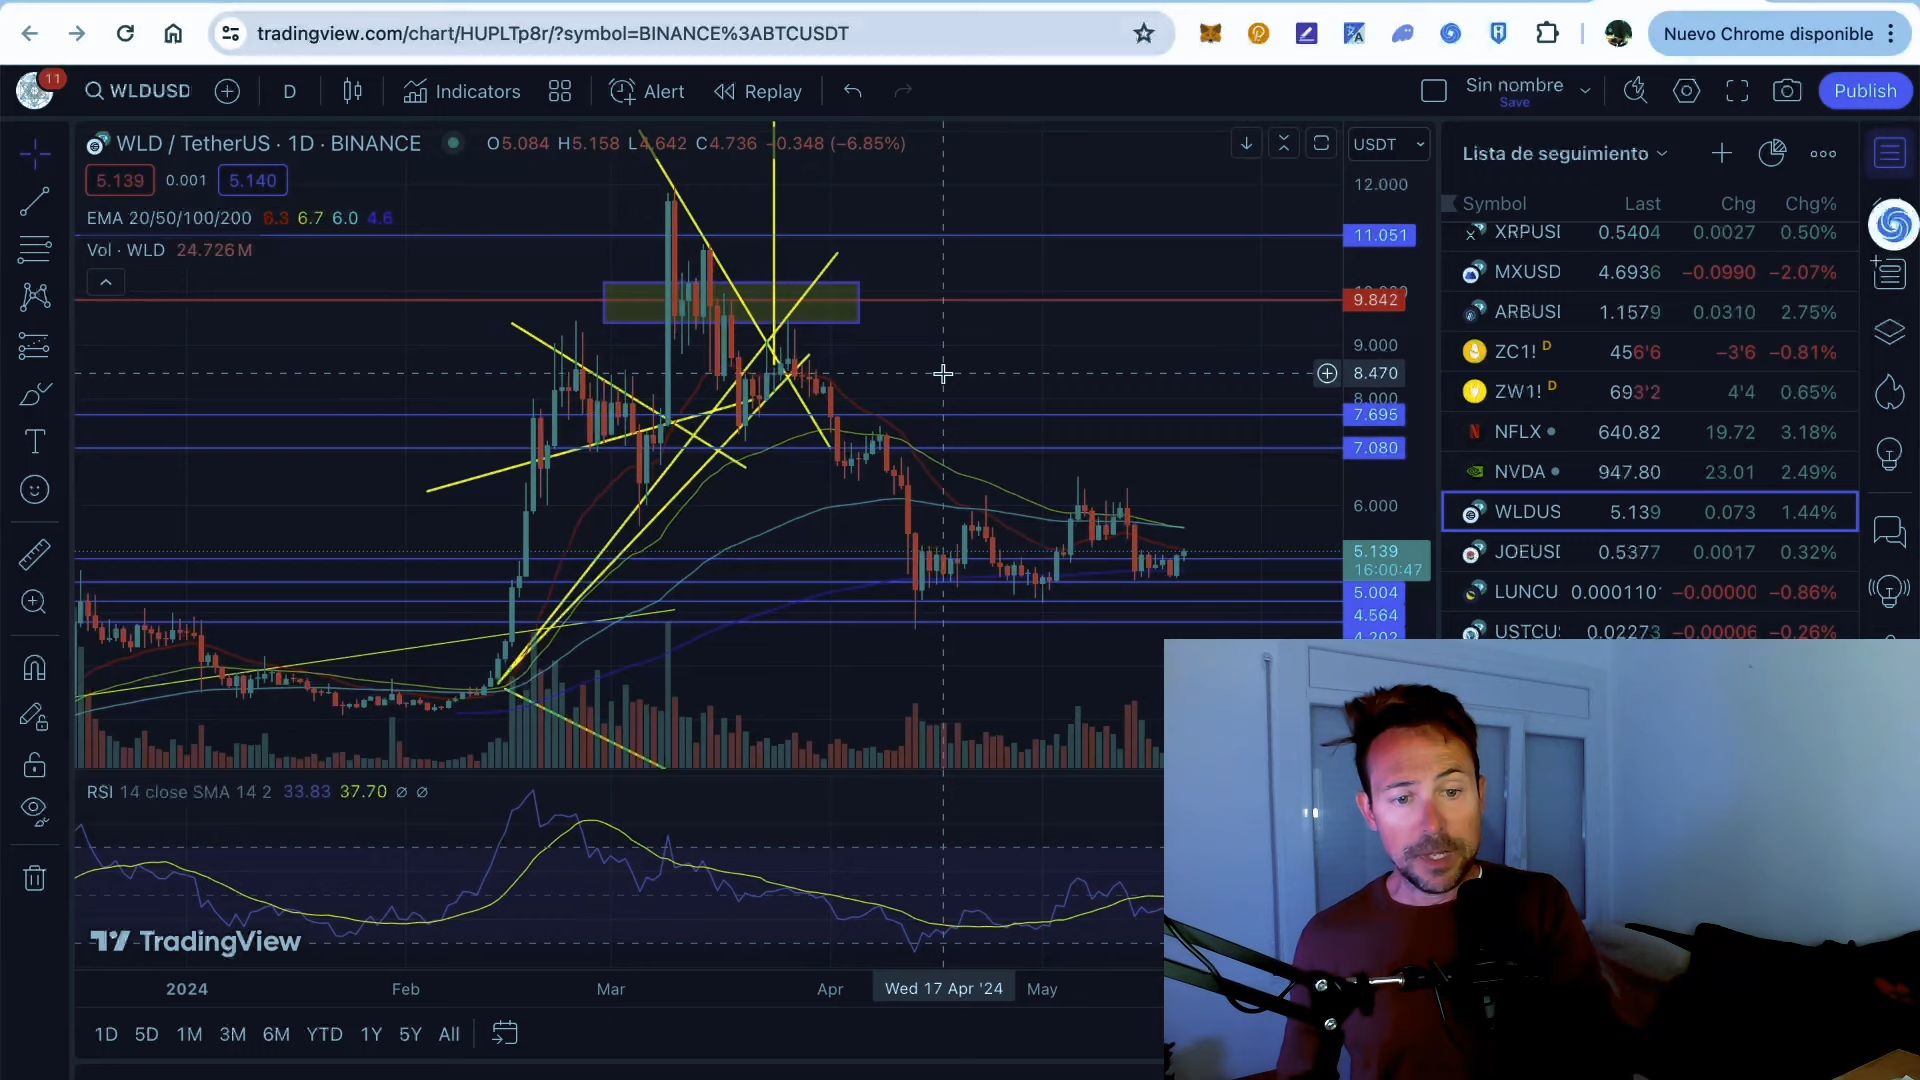 tradingview.com/chart/HUPLTp8r/?symbol=BINANCE%3ABTCUSDT
Nuevo Chrome disponible
11
WLDUSD
D
Indicators
Alert
Replay
Sin nombre
Save
Publish
WLD / TetherUS · 1D · BINANCE
O5.084 H5.158 L4.642 C4.736 −0.348 (−6.85%)
5.139 0.001 5.140
EMA 20/50/100/200 6.3 6.7 6.0 4.6
Vol · WLD 24.726M
USDT
12.000
11.051
9.842
9.000
8.470
8.000
7.695
7.080
6.000
5.139
16:00:47
5.004
4.564
4.202
Lista de seguimiento
Symbol Last Chg Chg%
XRPUSI 0.5404 0.0027 0.50%
MXUSD 4.6936 −0.0990 −2.07%
ARBUSI 1.1579 0.0310 2.75%
ZC1! D 456'6 −3'6 −0.81%
ZW1! D 693'2 4'4 0.65%
NFLX 640.82 19.72 3.18%
NVDA 947.80 23.01 2.49%
WLDUS 5.139 0.073 1.44%
JOEUSI 0.5377 0.0017 0.32%
LUNCU 0.000110 −0.00000 −0.86%
USTCU 0.02273 −0.00006 −0.26%
RSI 14 close SMA 14 2 33.83 37.70 ∅ ∅
TradingView
2024 Feb Mar Apr Wed 17 Apr '24 May
1D 5D 1M 3M 6M YTD 1Y 5Y All